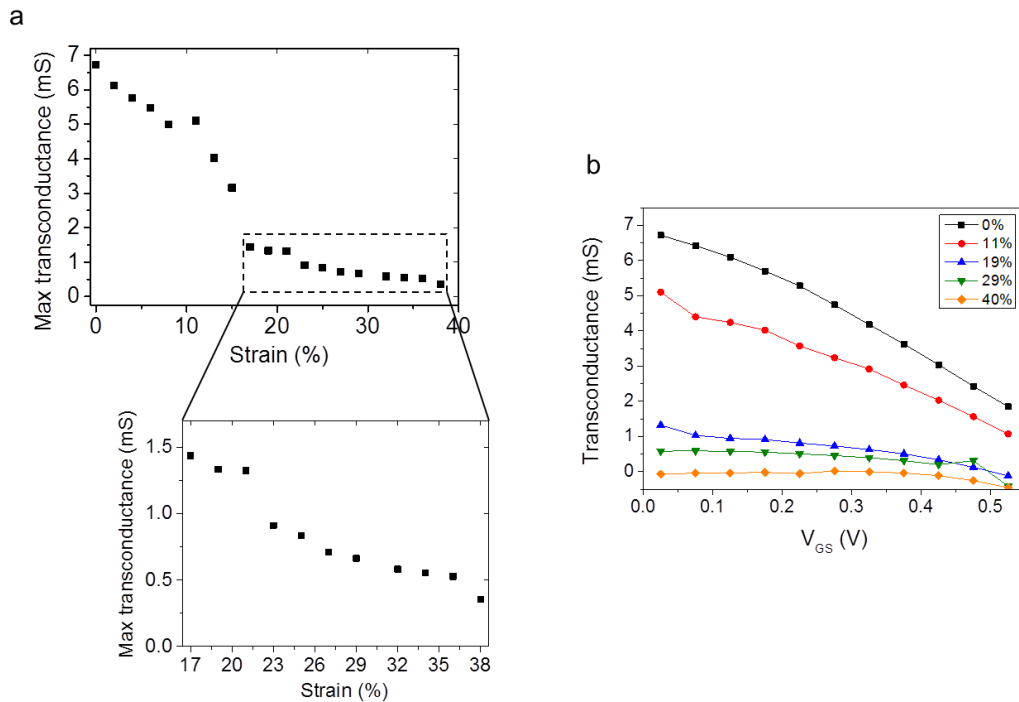 a
Max transconductance (mS)
7
6
5
4
3
2
1
0
0 10 20 30 40
Strain (%)
Max transconductance (mS)
1.5
1.0
0.5
0.0
17 20 23 26 29 32 35 38
Strain (%)
b
Transconductance (mS)
7
6
5
4
3
2
1
0
0.0 0.1 0.2 0.3 0.4 0.5
V_GS (V)
0%
11%
19%
29%
40%